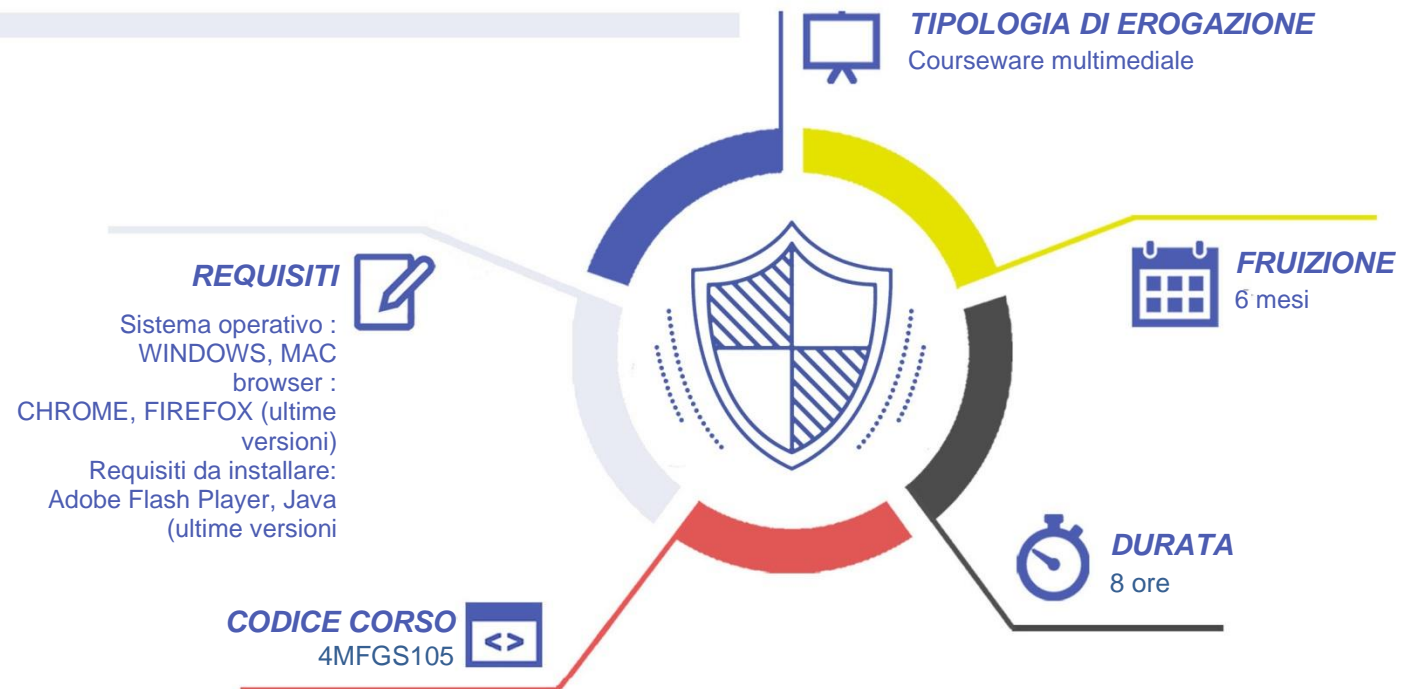 TIPOLOGIA DI EROGAZIONE
Courseware multimediale
REQUISITI
Sistema operativo :
WINDOWS, MAC
browser :
CHROME, FIREFOX (ultime
versioni)
Requisiti da installare:
Adobe Flash Player, Java
(ultime versioni
FRUIZIONE
6 mesi
DURATA
8 ore
CODICE CORSO
4MFGS105
<>